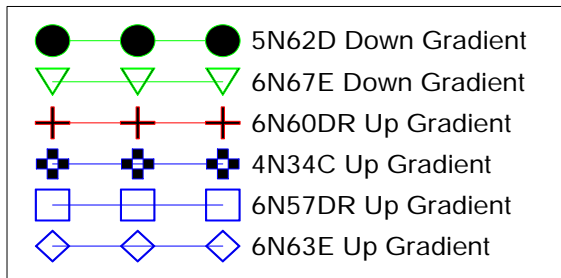 5N62D Down Gradient
6N67E Down Gradient
6N60DR Up Gradient
4N34C Up Gradient
6N57DR Up Gradient
6N63E Up Gradient